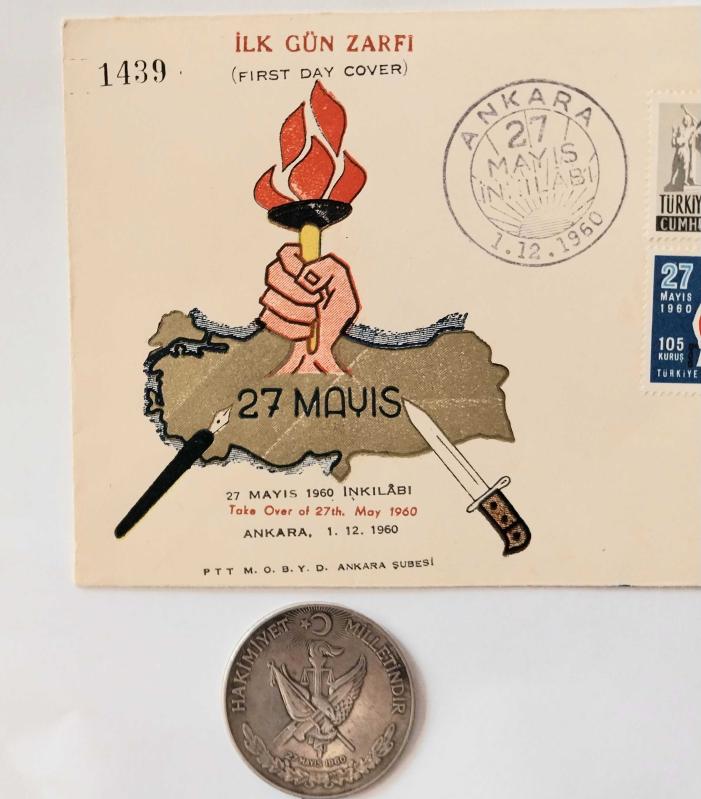 1439
İLK GÜN ZARFI
(FIRST DAY COVER)
ANKARA
27
MAYIS
İNKILÂBI
1.12.1960
TÜRKİY
CUMH
27
MAYIS
1960
105
KURUŞ
TÜRKİYE
27 MAYIS
27 MAYIS 1960 İNKILÂBI
Take Over of 27th. May 1960
ANKARA, 1. 12. 1960
PTT M. O. B. Y. D. ANKARA ŞUBESİ
HAKİMİYET MİLLETİNDİR
27 MAYIS 1960